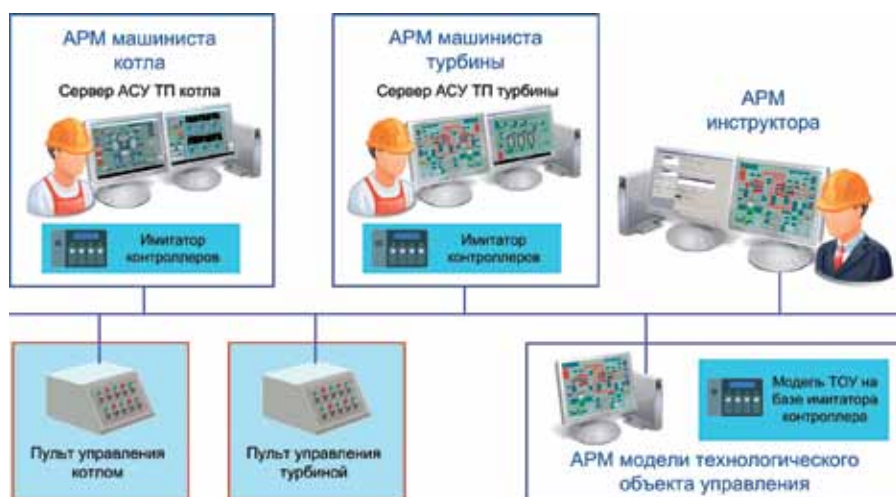 АРМ машиниста
котла
Сервер АСУ ТП котла
Имитатор
контроллеров
АРМ машиниста
турбины
Сервер АСУ ТП турбины
Имитатор
контроллеров
АРМ
инструктора
Пульт управления
котлом
Пульт управления
турбиной
Модель ТОУ на
базе имитатора
контроллера
АРМ модели технологического
объекта управления